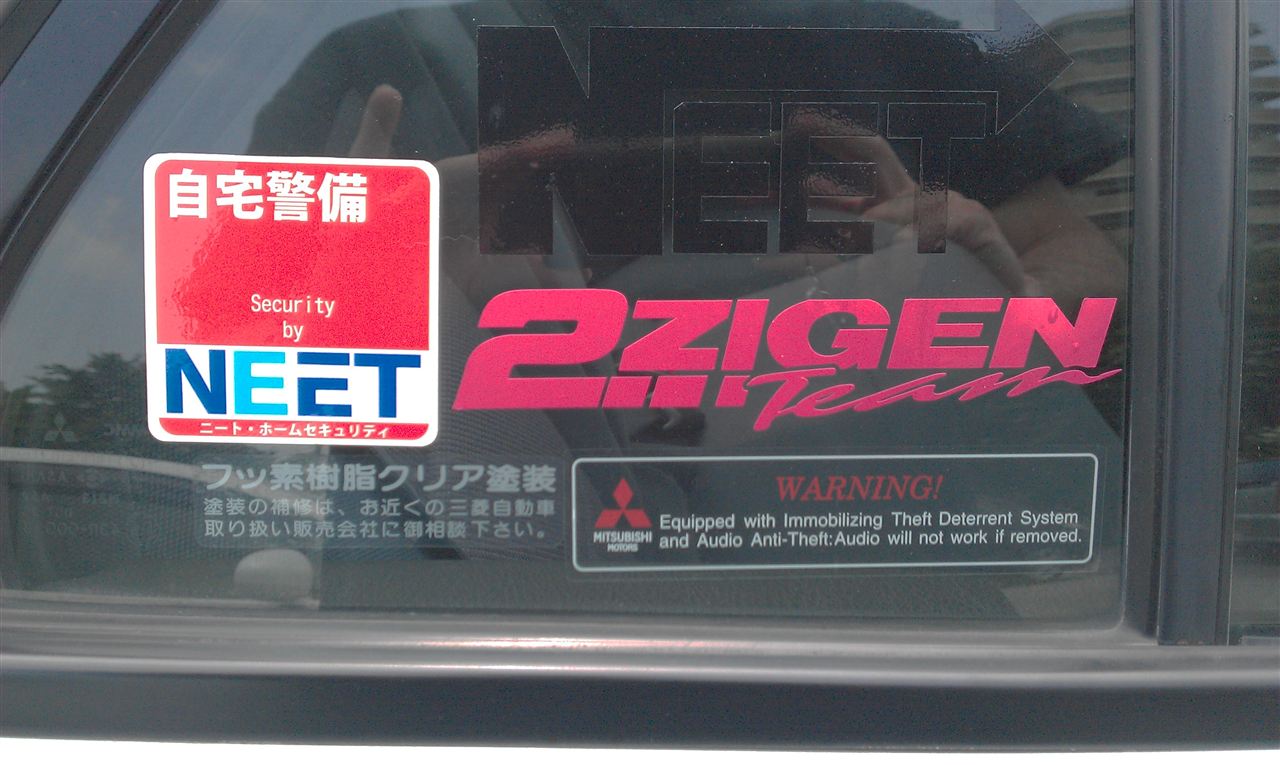 NEET
自宅警備
Security
by
NEET
ニート・ホームセキュリティ
2ZIGEN
Team
フッ素樹脂クリア塗装
塗装の補修は、お近くの三菱自動車
取り扱い販売会社に御相談下さい。
WARNING!
MITSUBISHI
MOTORS
Equipped with Immobilizing Theft Deterrent System
and Audio Anti-Theft:Audio will not work if removed.